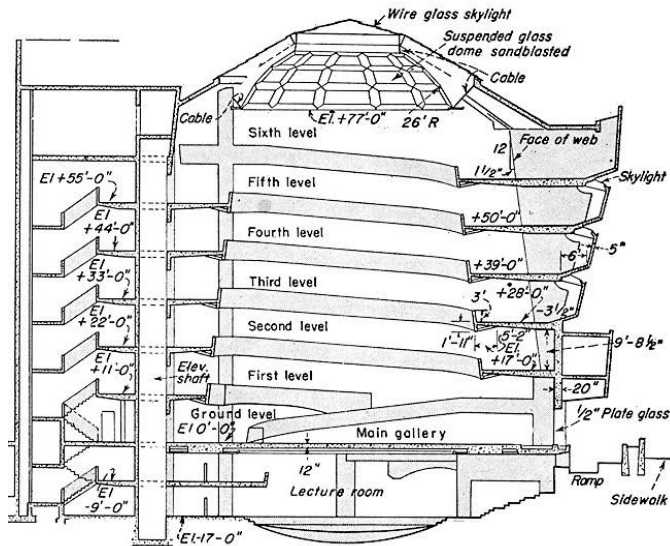 Wire glass skylight
Suspended glass
dome sandblasted
Cable
Cable
El. +77'-0"
26' R
Sixth level
12
Face of web
1 1/2"
El +55'-0"
Fifth level
Skylight
El
+44'-0"
+50'-0"
Fourth level
5"
6'
El
+33'-0"
+39'-0"
Third level
+28'-0"
3'
-3 1/2"
El
+22'-0"
Second level
1'-11"
5'-2"
9'-8 1/2"
El.
+17'-0"
El
+11'-0"
Elev.
shaft
First level
20"
Ground level
El 0'-0"
1/2" Plate glass
Main gallery
12"
Lecture room
Ramp
Sidewalk
El
-9'-0"
El.-17-0"